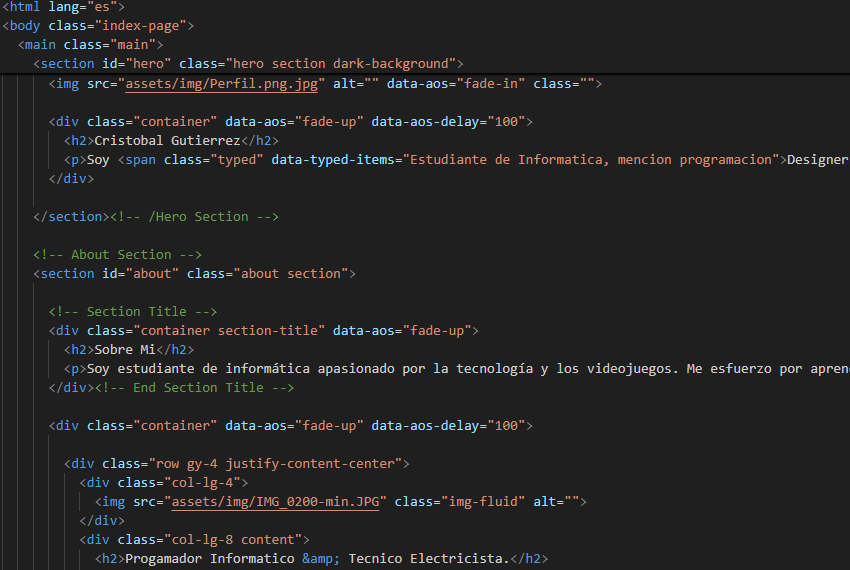 <html lang="es">
<body class="index-page">
<main class="main">
<section id="hero" class="hero section dark-background">
<img src="assets/img/Perfil.png.jpg" alt="" data-aos="fade-in" class="">
<div class="container" data-aos="fade-up" data-aos-delay="100">
<h2>Cristobal Gutierrez</h2>
<p>Soy <span class="typed" data-typed-items="Estudiante de Informatica, mencion programacion">Designer
</div>
</section><!-- /Hero Section -->
<!-- About Section -->
<section id="about" class="about section">
<!-- Section Title -->
<div class="container section-title" data-aos="fade-up">
<h2>Sobre Mi</h2>
<p>Soy estudiante de informática apasionado por la tecnología y los videojuegos. Me esfuerzo por apren
</div><!-- End Section Title -->
<div class="container" data-aos="fade-up" data-aos-delay="100">
<div class="row gy-4 justify-content-center">
<div class="col-lg-4">
<img src="assets/img/IMG_0200-min.JPG" class="img-fluid" alt="">
</div>
<div class="col-lg-8 content">
<h2>Progamador Informatico &amp; Tecnico Electricista.</h2>